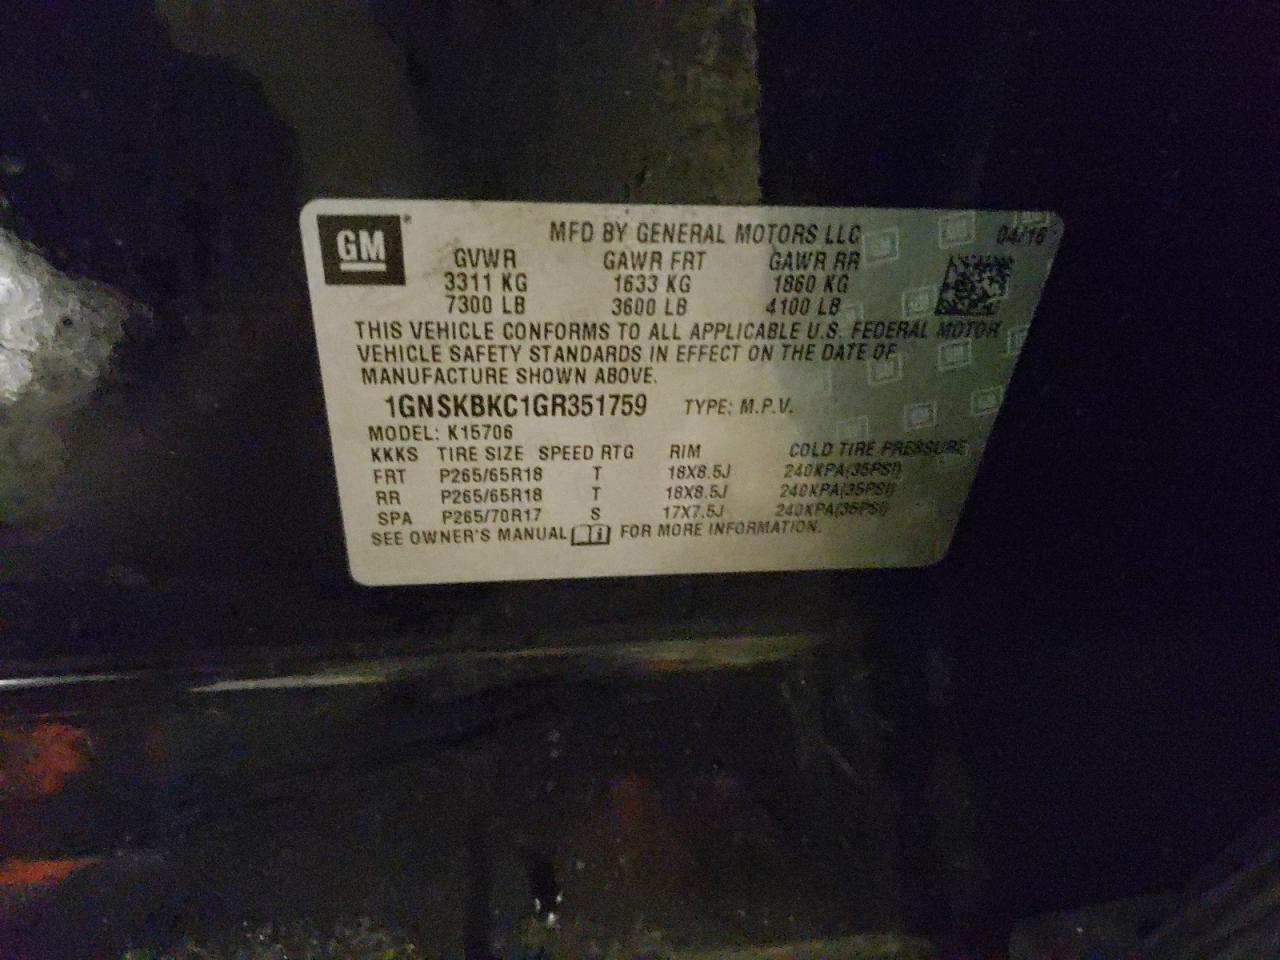 GM®
MFD BY GENERAL MOTORS LLC 04/16
GVWR GAWR FRT GAWR RR
3311 KG 1633 KG 1860 KG
7300 LB 3600 LB 4100 LB
THIS VEHICLE CONFORMS TO ALL APPLICABLE U.S. FEDERAL MOTOR
VEHICLE SAFETY STANDARDS IN EFFECT ON THE DATE OF
MANUFACTURE SHOWN ABOVE.
1GNSKBKC1GR351759 TYPE: M.P.V.
MODEL: K15706
KKKS TIRE SIZE SPEED RTG RIM COLD TIRE PRESSURE
FRT P265/65R18 T 18X8.5J 240KPA(35PSI)
RR P265/65R18 T 18X8.5J 240KPA(35PSI)
SPA P265/70R17 S 17X7.5J 240KPA(35PSI)
SEE OWNER'S MANUAL FOR MORE INFORMATION.